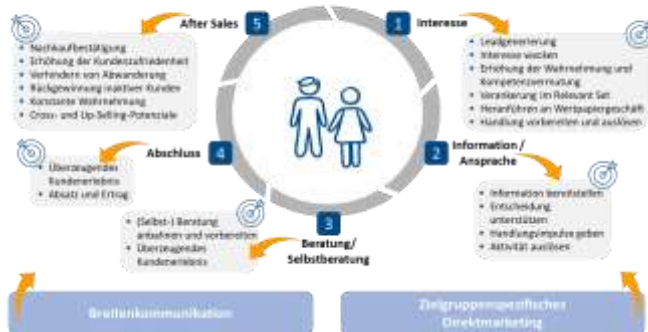 After Sales
5
1
Interesse
Nachkaufbestätigung
Erhöhung der Kundenzufriedenheit
Verhindern von Abwanderung
Rückgewinnung inaktiver Kunden
Konstante Wahrnehmung
Cross- und Up-Selling-Potenziale
Leadgenerierung
Interesse wecken
Erhöhung der Wahrnehmung und
Kompetenzvermutung
Verankerung im Relevant Set
Heranführen an Wertpapiergeschäft
Handlung vorbereiten und auslösen
Abschluss
4
2
Information /
Ansprache
Überzeugendes
Kundenerlebnis
Absatz und Ertrag
Information bereitstellen
Entscheidung
unterstützen
Handlungsimpulse geben
Aktivität auslösen
3
Beratung/
Selbstberatung
(Selbst-) Beratung
anbahnen und vorbereiten
Überzeugendes
Kundenerlebnis
Breitenkommunikation
Zielgruppenspezifisches
Direktmarketing